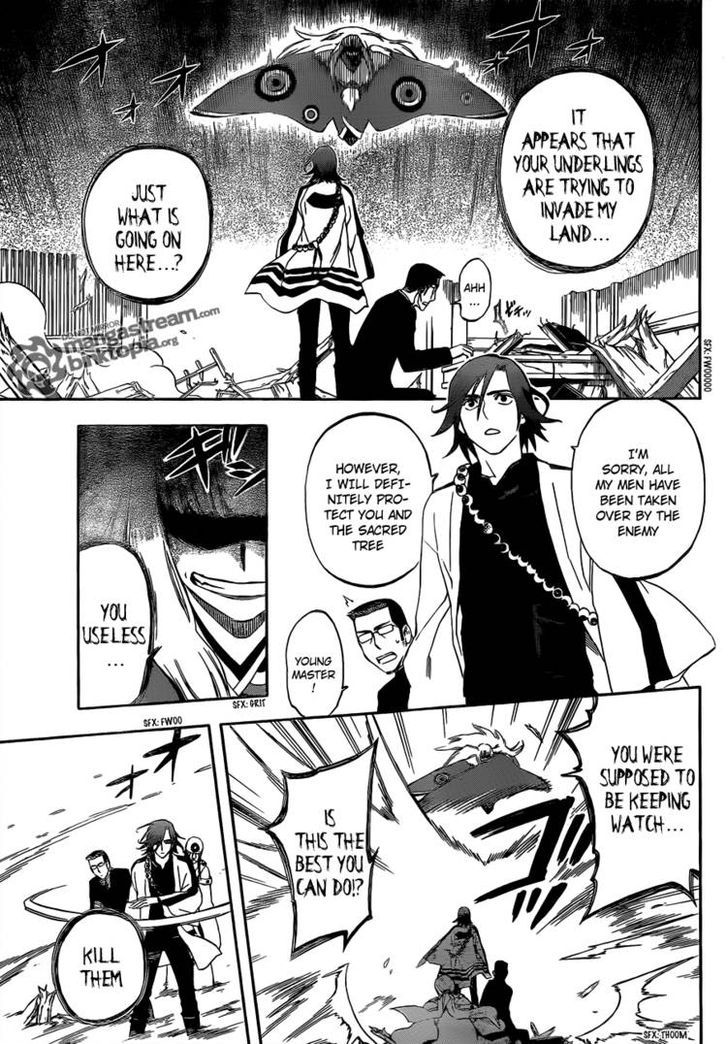 IT
APPEARS THAT
YOUR UNDERLINGS
ARE TRYING TO
INVADE MY
LAND...
JUST
WHAT IS
GOING ON
HERE...?
AHH
...
SFX: FWOOOOOO
mangastream.com
binktopia.org
I'M
SORRY, ALL
MY MEN HAVE
BEEN TAKEN
OVER BY THE
ENEMY
HOWEVER,
I WILL DEFI-
NITELY PRO-
TECT YOU AND
THE SACRED
TREE
YOUNG
MASTER
!
YOU
USELESS
...
SFX: GRIT
YOU WERE
SUPPOSED TO
BE KEEPING
WATCH...
IS
THIS THE
BEST YOU
CAN DO!?
SFX: THOOM
SFX: FWOO
KILL
THEM